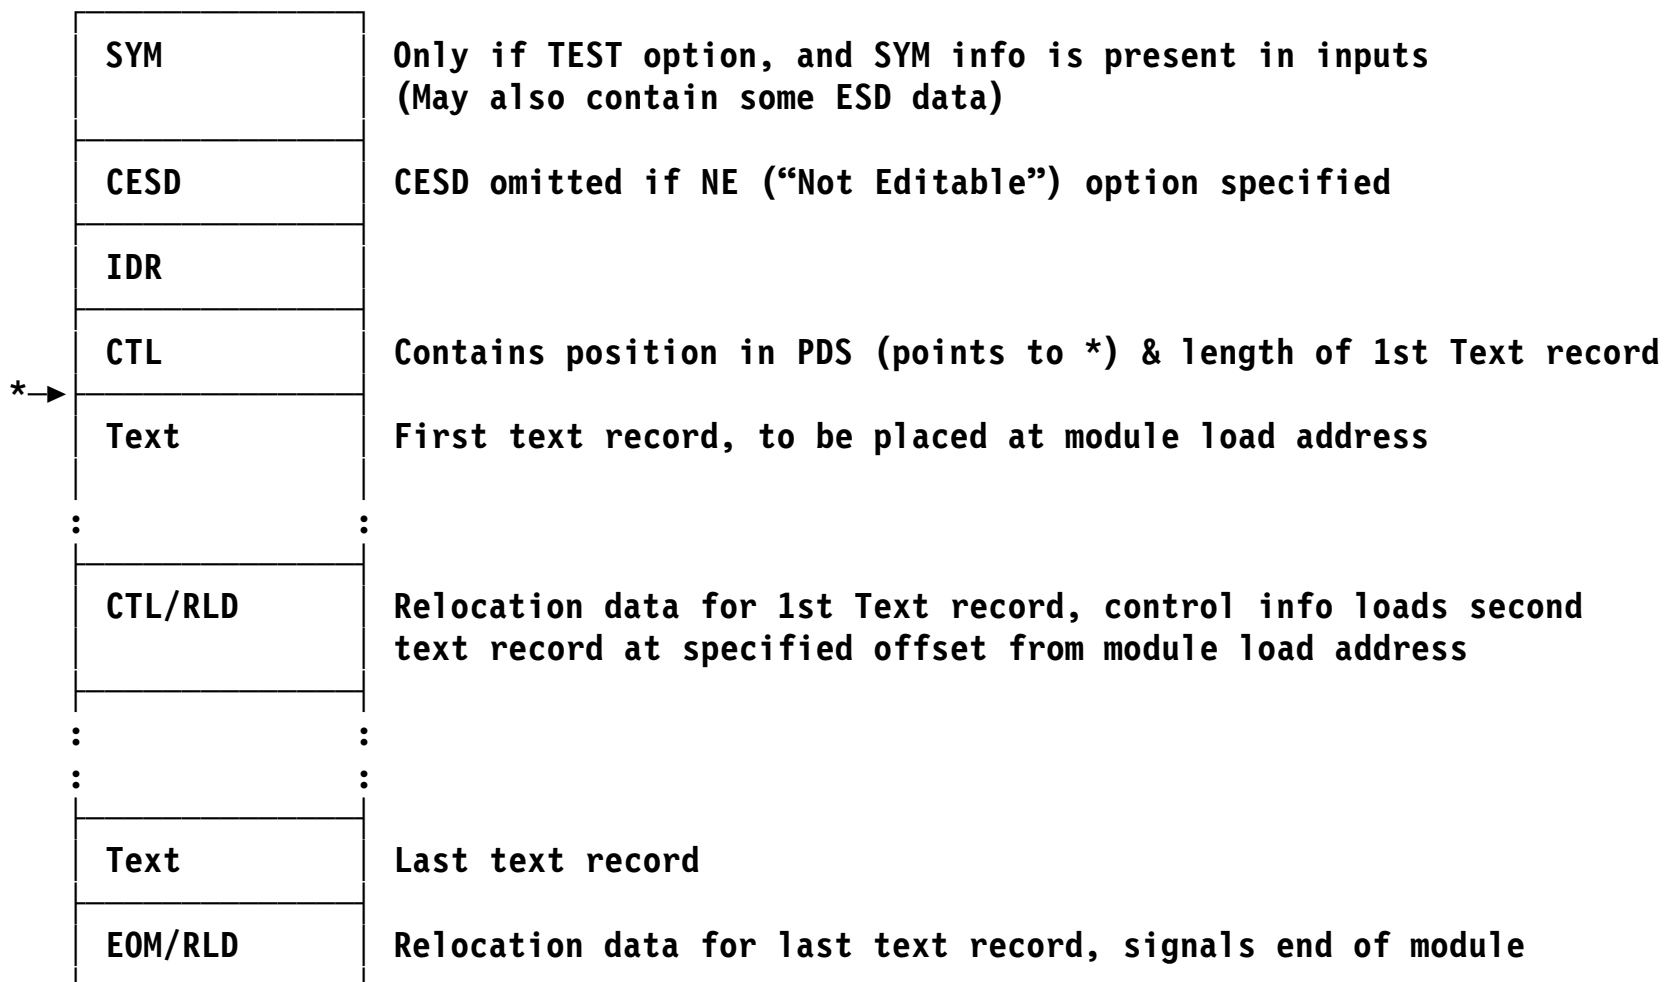 SYM Only if TEST option, and SYM info is present in inputs
(May also contain some ESD data)
CESD CESD omitted if NE (“Not Editable”) option specified
IDR
CTL Contains position in PDS (points to *) & length of 1st Text record
*
Text First text record, to be placed at module load address
: :
CTL/RLD Relocation data for 1st Text record, control info loads second
text record at specified offset from module load address
: :
: :
Text Last text record
EOM/RLD Relocation data for last text record, signals end of module